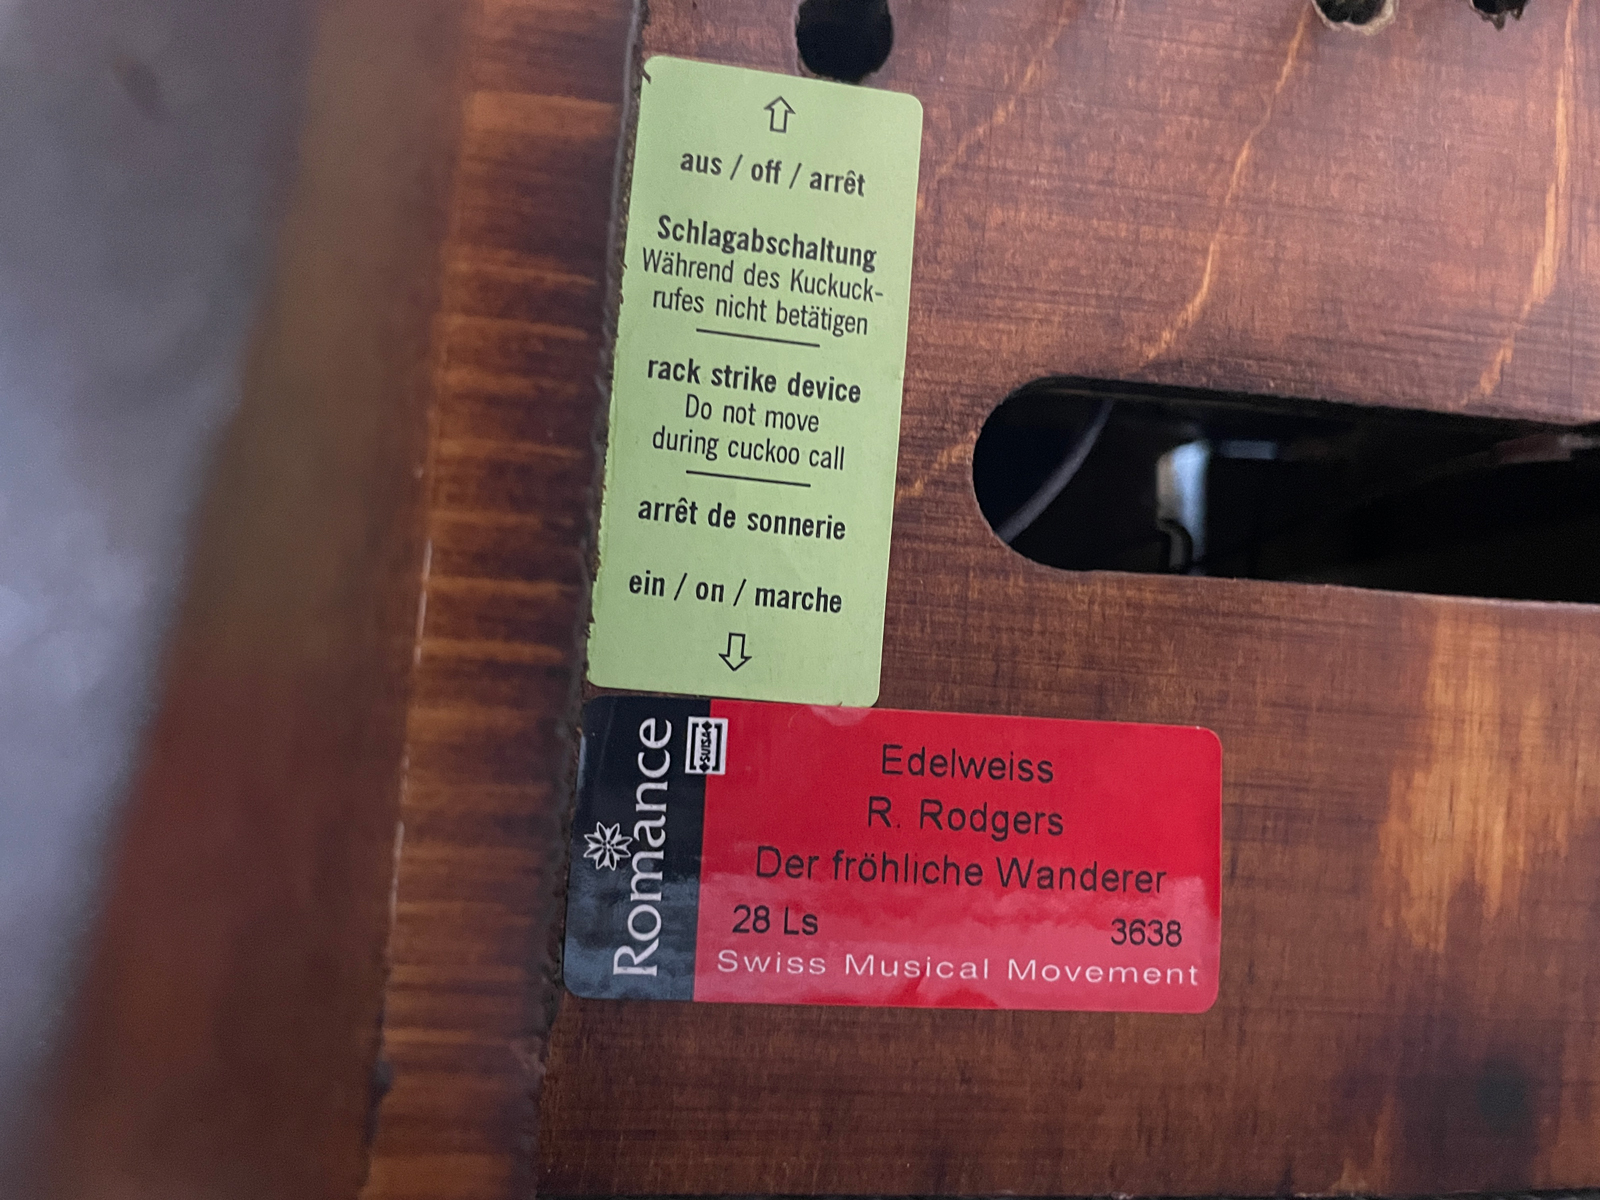 aus / off / arrêt
Schlagabschaltung
Während des Kuckuck-
rufes nicht betätigen
rack strike device
Do not move
during cuckoo call
arrêt de sonnerie
ein / on / marche
Romance
SUISA
Edelweiss
R. Rodgers
Der fröhliche Wanderer
28 Ls 3638
Swiss Musical Movement